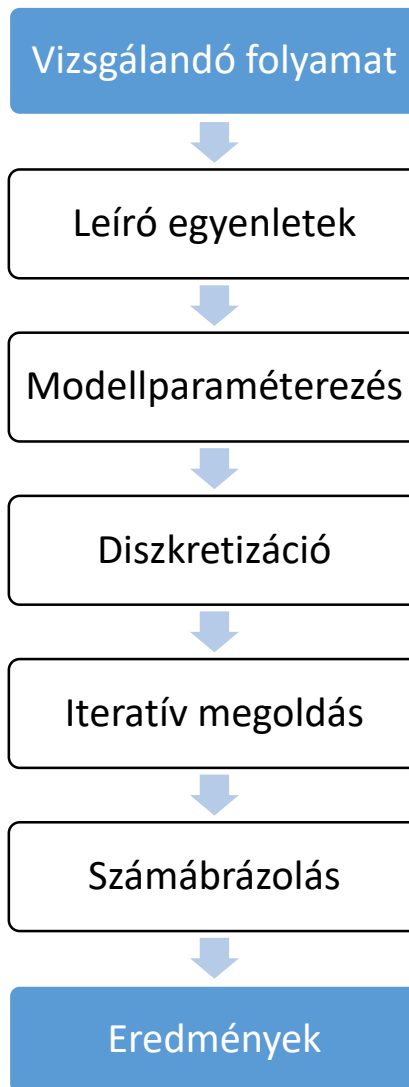 Vizsgálandó folyamat
Leíró egyenletek
Modellparaméterezés
Diszkretizáció
Iteratív megoldás
Számábrázolás
Eredmények